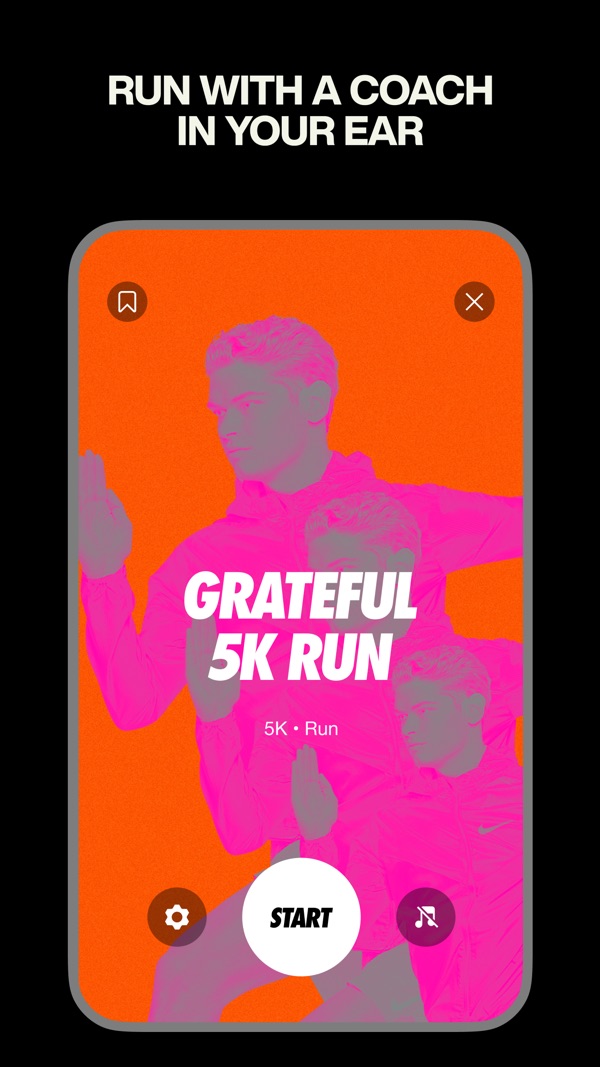 RUN WITH A COACH
IN YOUR EAR
GRATEFUL
5K RUN
5K • Run
START